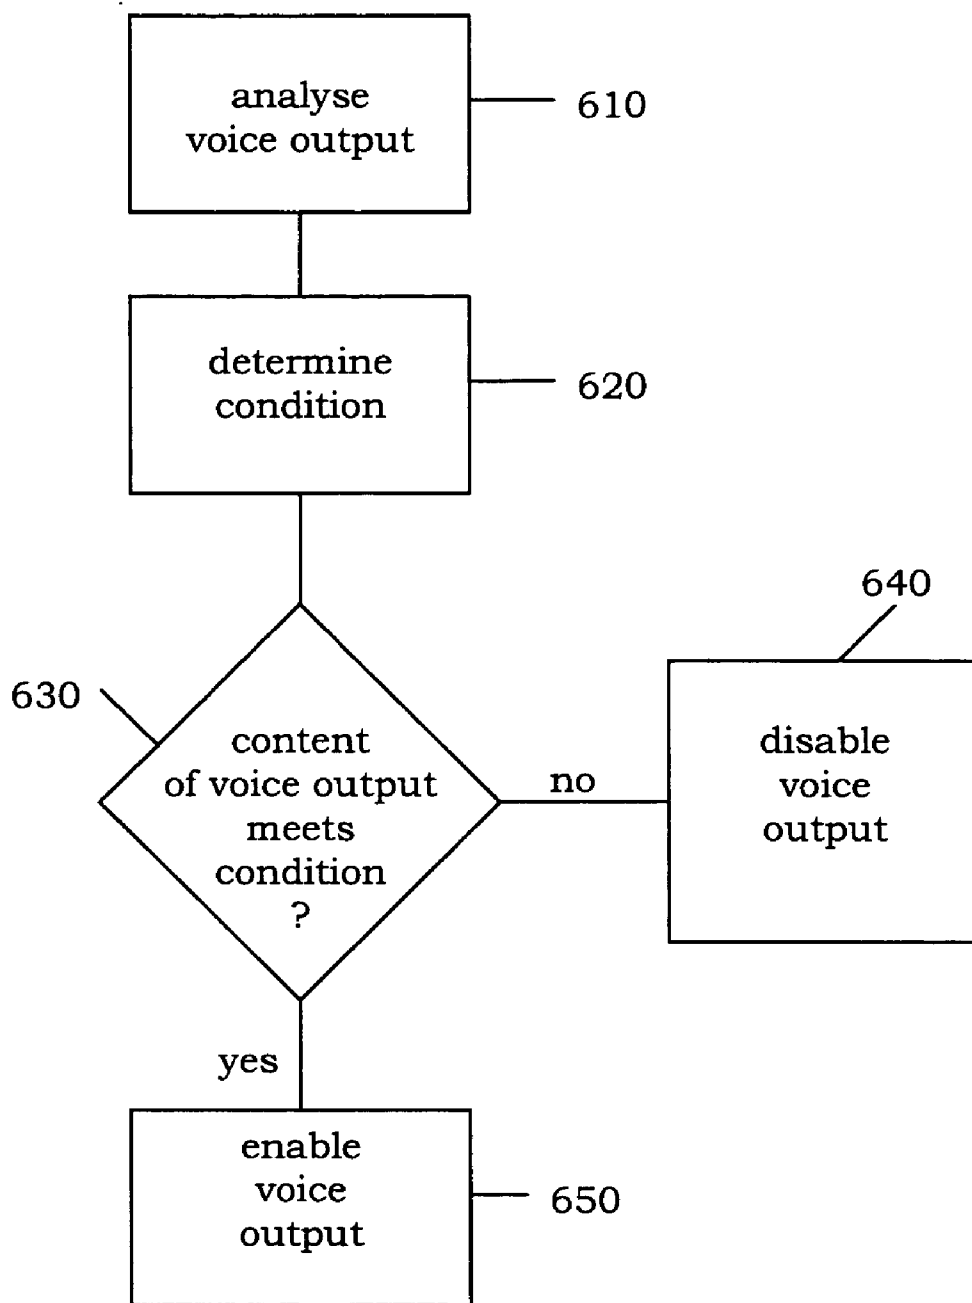 analyse
voice output
610
determine
condition
620
640
630
content
of voice output
meets
condition
?
no
disable
voice
output
yes
enable
voice
output
650